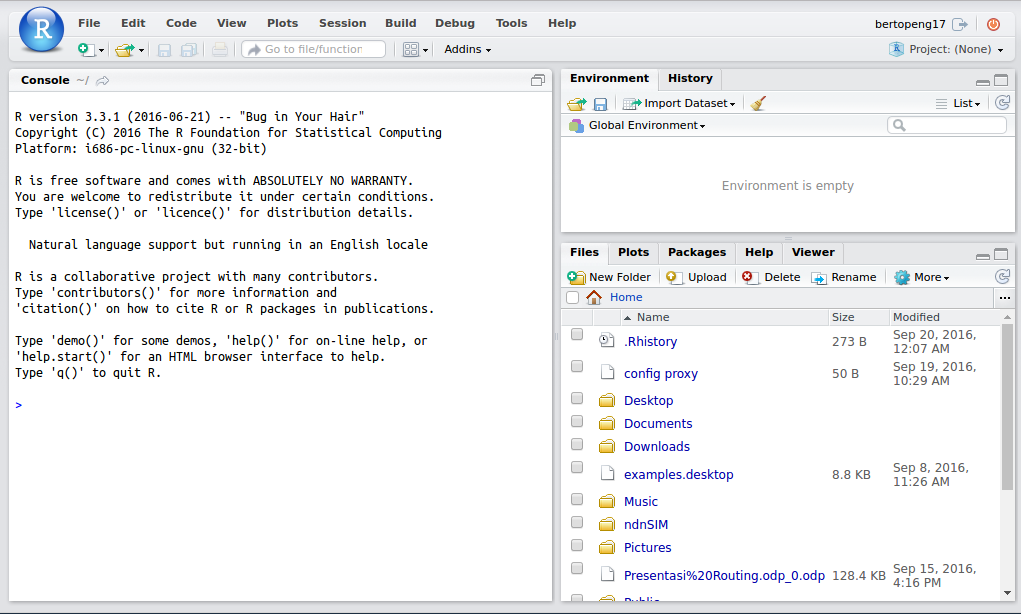 R
File Edit Code View Plots Session Build Debug Tools Help
bertopeng17
Go to file/function
Addins
Project: (None)
Console ~/
R version 3.3.1 (2016-06-21) -- "Bug in Your Hair"
Copyright (C) 2016 The R Foundation for Statistical Computing
Platform: i686-pc-linux-gnu (32-bit)
R is free software and comes with ABSOLUTELY NO WARRANTY.
You are welcome to redistribute it under certain conditions.
Type 'license()' or 'licence()' for distribution details.
Natural language support but running in an English locale
R is a collaborative project with many contributors.
Type 'contributors()' for more information and
'citation()' on how to cite R or R packages in publications.
Type 'demo()' for some demos, 'help()' for on-line help, or
'help.start()' for an HTML browser interface to help.
Type 'q()' to quit R.
>
Environment History
Import Dataset
List
Global Environment
Environment is empty
Files Plots Packages Help Viewer
New Folder Upload Delete Rename More
Home ...
Name Size Modified
.Rhistory 273 B Sep 20, 2016, 12:07 AM
config proxy 50 B Sep 19, 2016, 10:29 AM
Desktop
Documents
Downloads
examples.desktop 8.8 KB Sep 8, 2016, 11:26 AM
Music
ndnSIM
Pictures
Presentasi%20Routing.odp_0.odp 128.4 KB Sep 15, 2016, 4:16 PM
Public